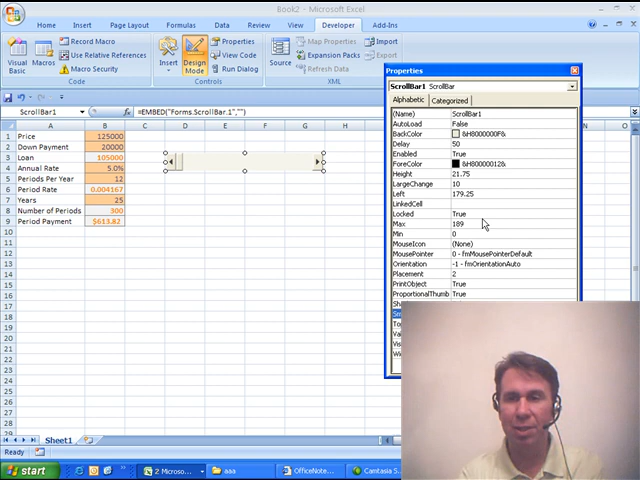 Book2 - Microsoft Excel
Home Insert Page Layout Formulas Data Review View Developer Add-Ins
Visual Basic
Macros
Record Macro
Use Relative References
Macro Security
Code
Insert
Design Mode
Properties
View Code
Run Dialog
Controls
Source
Map Properties
Expansion Packs
Refresh Data
Import
XML
ScrollBar1 =EMBED("Forms.ScrollBar.1","")
A B C D E F G H O
1 Price 125000
2 Down Payment 20000
3 Loan 105000
4 Annual Rate 5.0%
5 Periods Per Year 12
6 Period Rate 0.004167
7 Years 25
8 Number of Periods 300
9 Period Payment $613.82
10
11
12
13
14
15
16
17
18
19
20
21
22
23
24
25
26
27
28
29
Properties
ScrollBar1 ScrollBar
Alphabetic Categorized
(Name) ScrollBar1
AutoLoad False
BackColor &H8000000F&
Delay 50
Enabled True
ForeColor &H80000012&
Height 21.75
LargeChange 10
Left 179.25
LinkedCell
Locked True
Max 189
Min 0
MouseIcon (None)
MousePointer 0 - fmMousePointerDefault
Orientation -1 - fmOrientationAuto
Placement 2
PrintObject True
ProportionalThumb True
Sheet1
Ready
start
2 Microso...
aaa
OfficeNote...
Camtasia S...